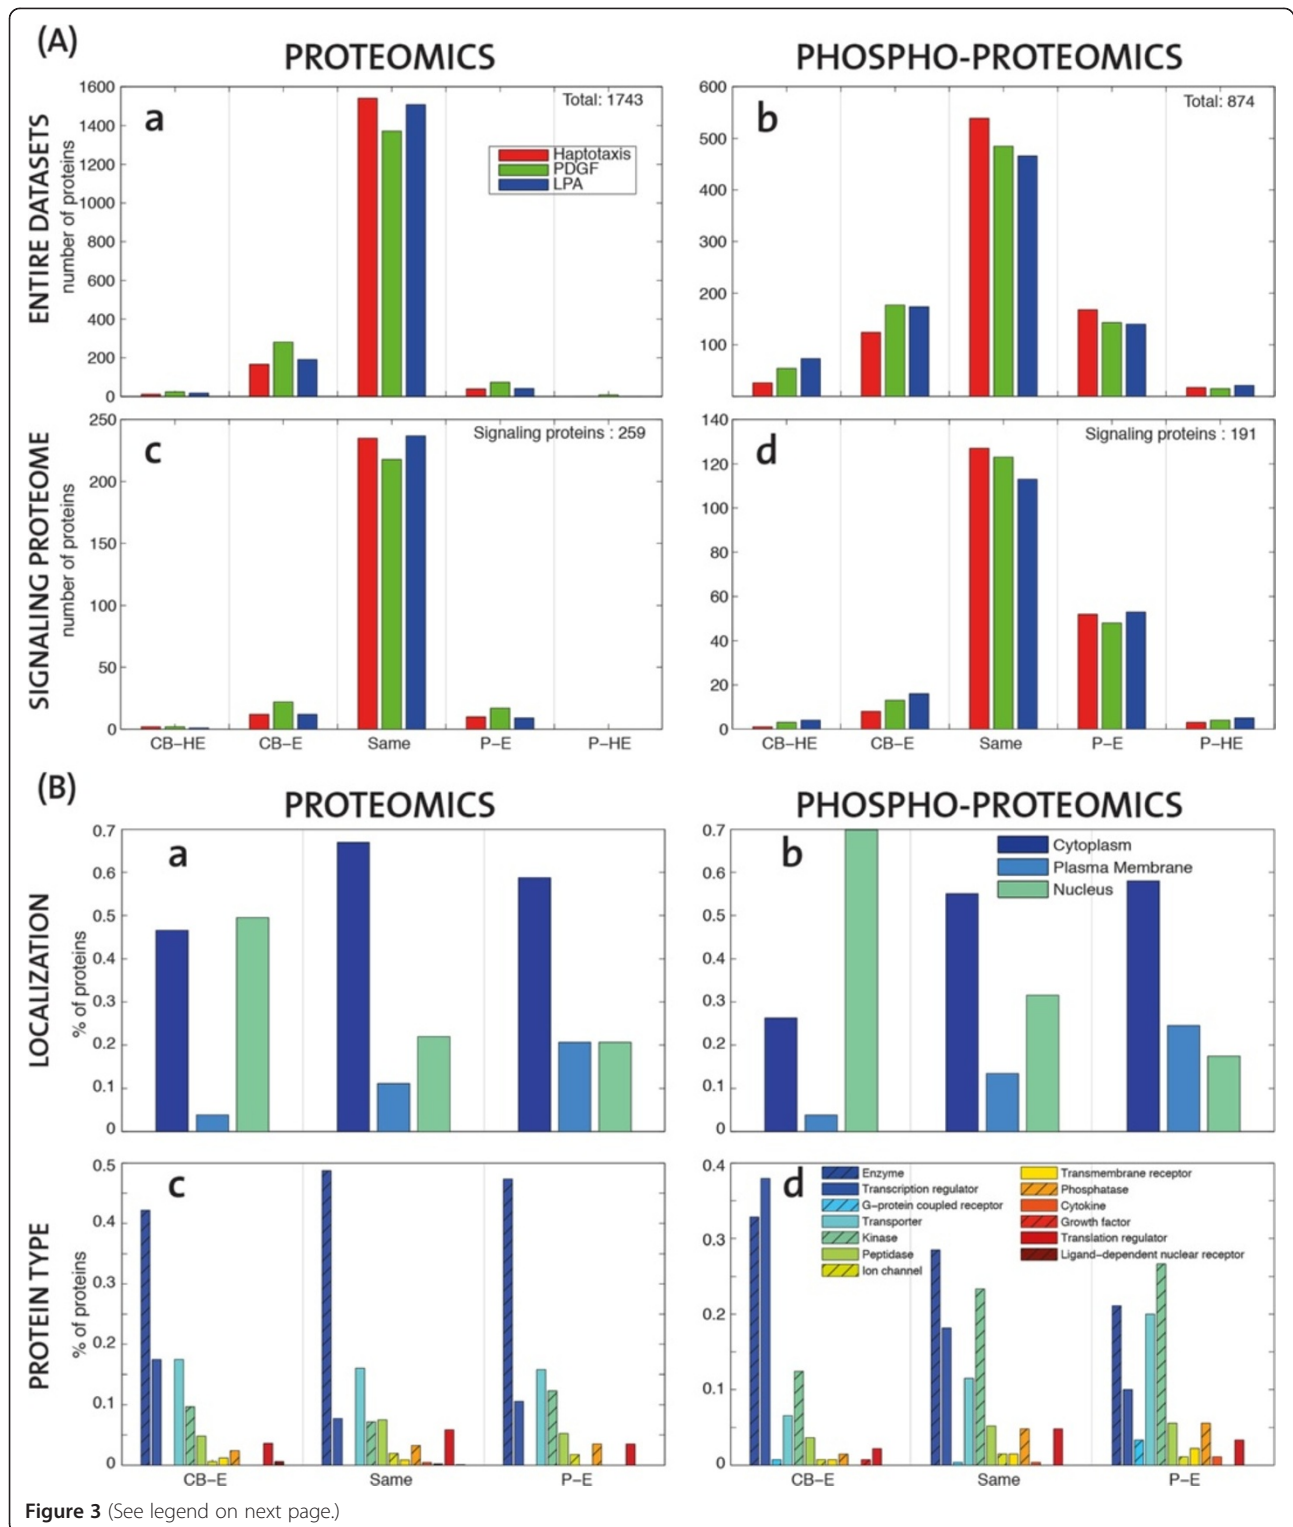 (A)
PROTEOMICS
PHOSPHO-PROTEOMICS
ENTIRE DATASETS
number of proteins
1600
1400
1200
1000
800
600
400
200
0
a
Total: 1743
Haptotaxis
PDGF
LPA
600
500
400
300
200
100
b
Total: 874
SIGNALING PROTEOME
number of proteins
250
200
150
100
50
0
c
Signaling proteins : 259
CB–HE
CB–E
Same
P–E
P–HE
140
120
100
80
60
40
20
0
d
Signaling proteins : 191
CB–HE
CB–E
Same
P–E
P–HE
(B)
PROTEOMICS
PHOSPHO-PROTEOMICS
LOCALIZATION
% of proteins
0.7
0.6
0.5
0.4
0.3
0.2
0.1
0
a
0.7
0.6
0.5
0.4
0.3
0.2
0.1
0
b
Cytoplasm
Plasma Membrane
Nucleus
PROTEIN TYPE
% of proteins
0.5
0.4
0.3
0.2
0.1
0
c
CB–E
Same
P–E
0.4
0.3
0.2
0.1
0
d
Enzyme
Transcription regulator
G–protein coupled receptor
Transporter
Kinase
Peptidase
Ion channel
Transmembrane receptor
Phosphatase
Cytokine
Growth factor
Translation regulator
Ligand–dependent nuclear receptor
CB–E
Same
P–E
Figure 3 (See legend on next page.)